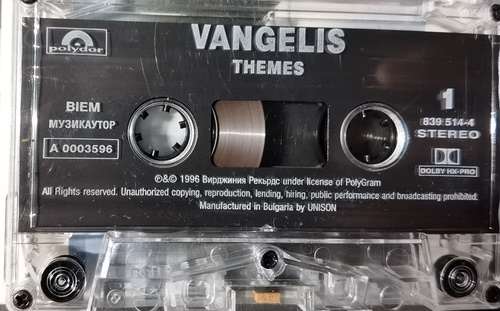 polydor
VANGELIS
THEMES
BIEM
МУЗИКАУТОР
A 0003596
1
839 514-4
STEREO
DOLBY HX-PRO
℗&© 1996 Вирджиния Рекърдс under license of PolyGram
All Rights reserved. Unauthorized copying, reproduction, lending, hiring, public performance and broadcasting prohibited.
Manufactured in Bulgaria by UNISON